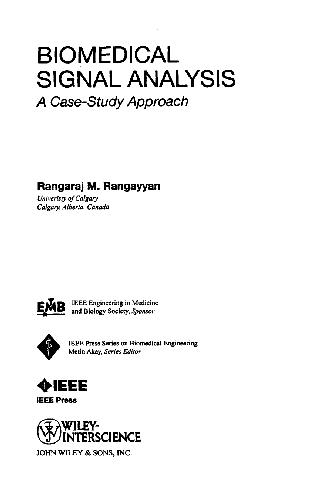 BIOMEDICAL
SIGNAL ANALYSIS
A Case-Study Approach
Rangaraj M. Rangayyan
University of Calgary
Calgary, Alberta, Canada
EMB
IEEE Engineering in Medicine
and Biology Society, Sponsor
IEEE Press Series on Biomedical Engineering
Metin Akay, Series Editor
IEEE
IEEE Press
WILEY-
INTERSCIENCE
JOHN WILEY & SONS, INC.